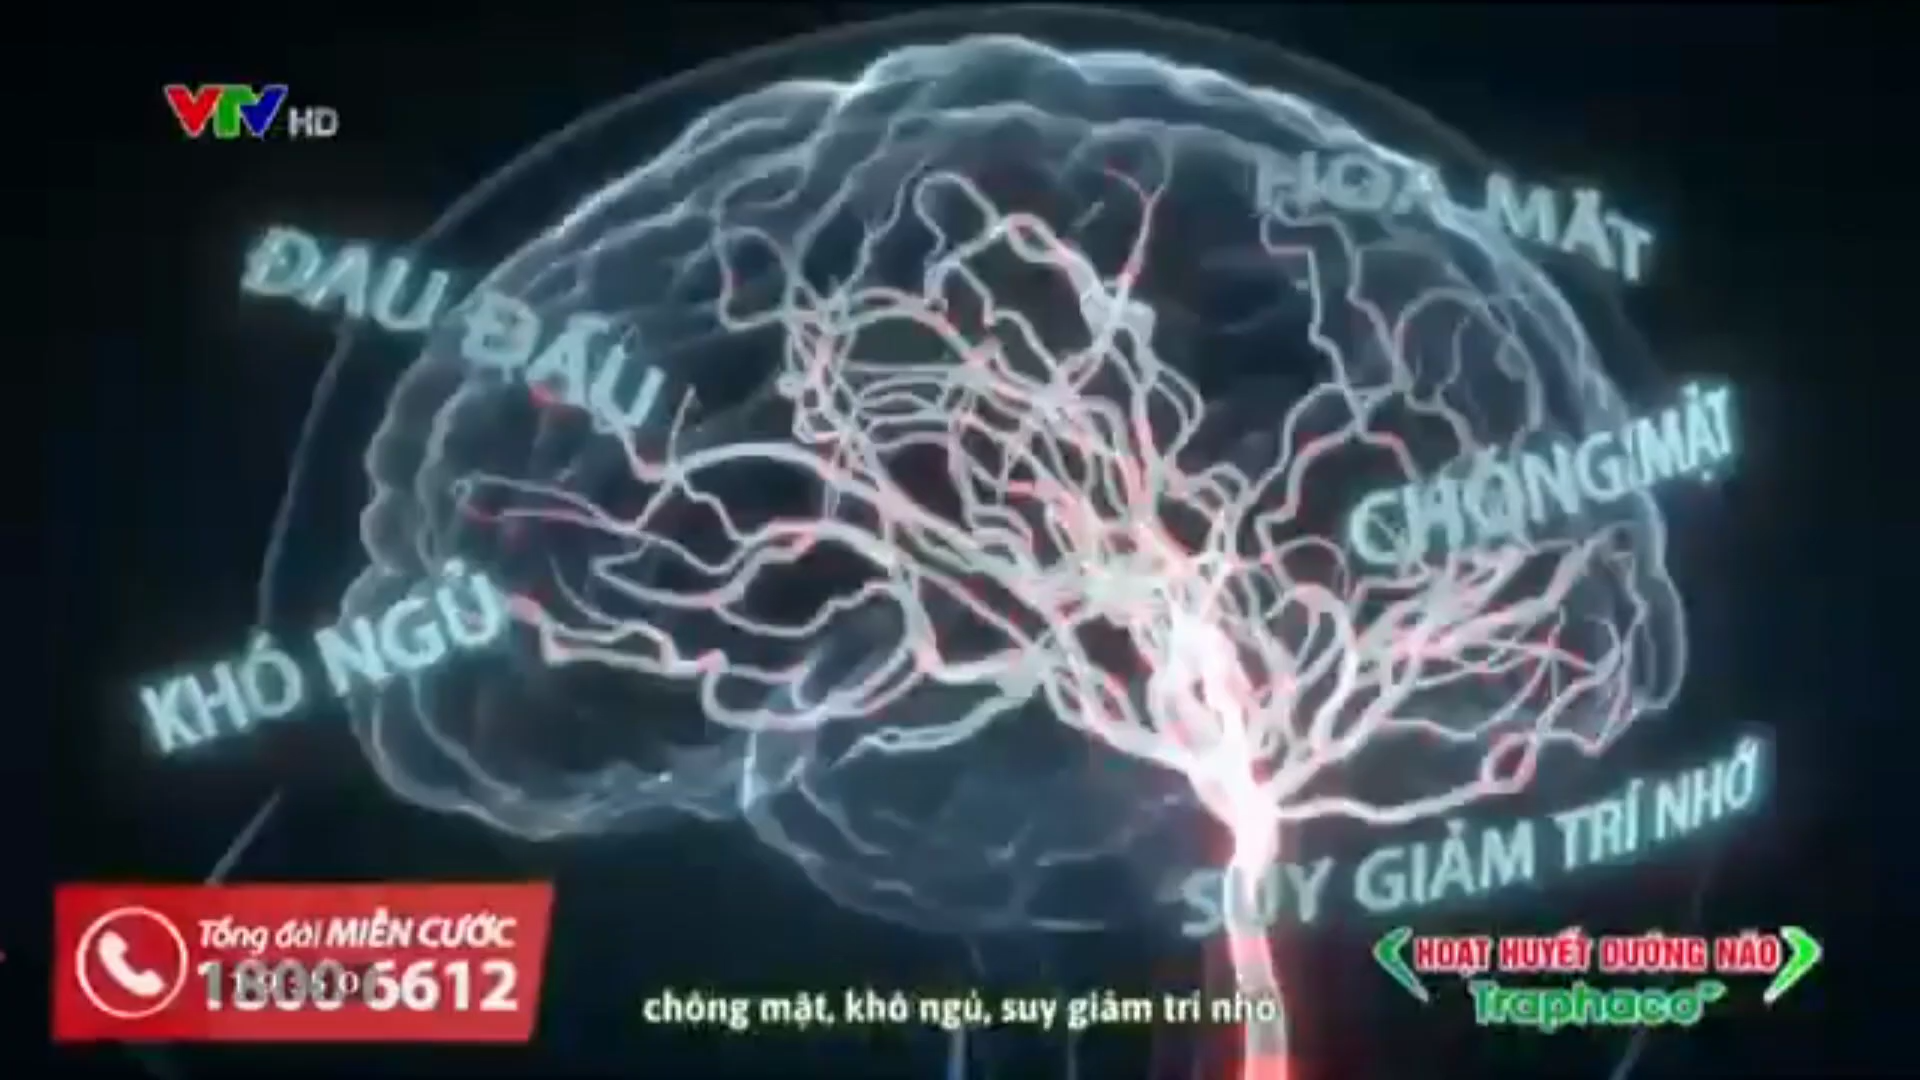 VTV HD
HOA MẮT
ĐAU ĐẦU
CHÓNG MẶT
KHÓ NGỦ
SUY GIẢM TRÍ NHỚ
Tổng đài MIỄN CƯỚC
1800 6612
HOẠT HUYẾT DƯỠNG NÃO
Traphaco
chóng mặt, khó ngủ, suy giảm trí nhớ